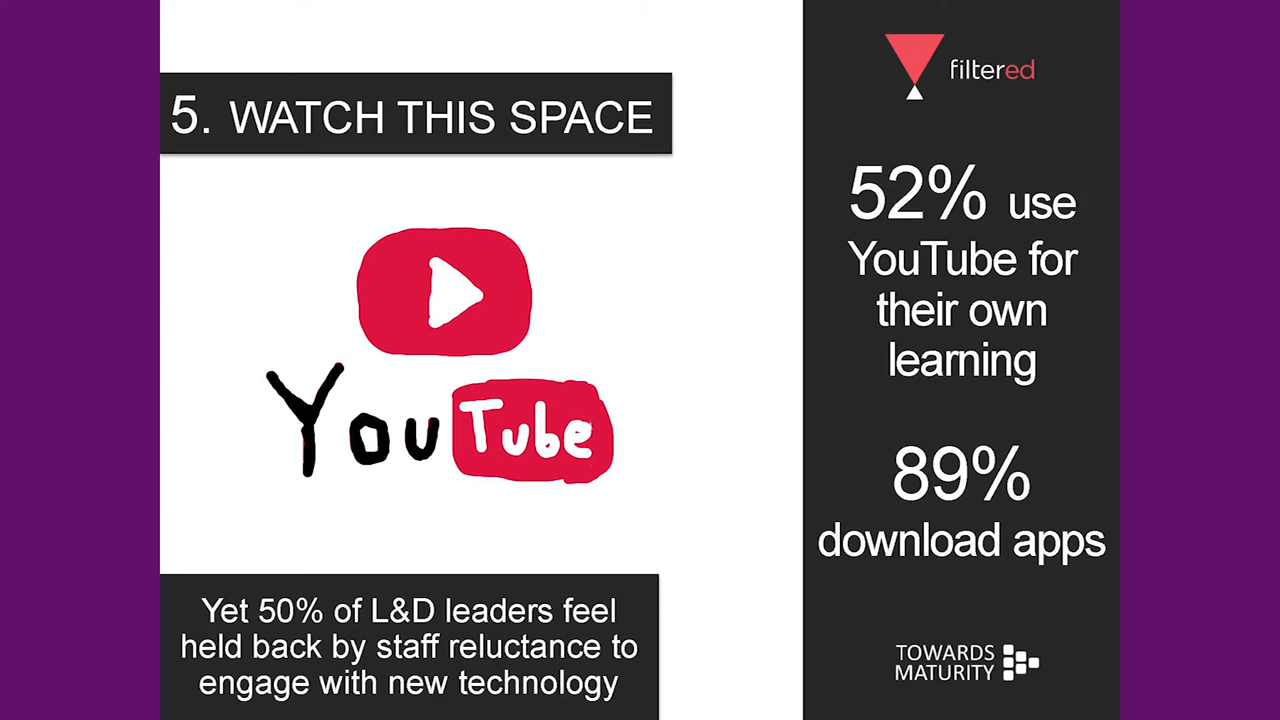 5. WATCH THIS SPACE
YouTube
Yet 50% of L&D leaders feel
held back by staff reluctance to
engage with new technology
filtered
52% use
YouTube for
their own
learning
89%
download apps
TOWARDS
MATURITY